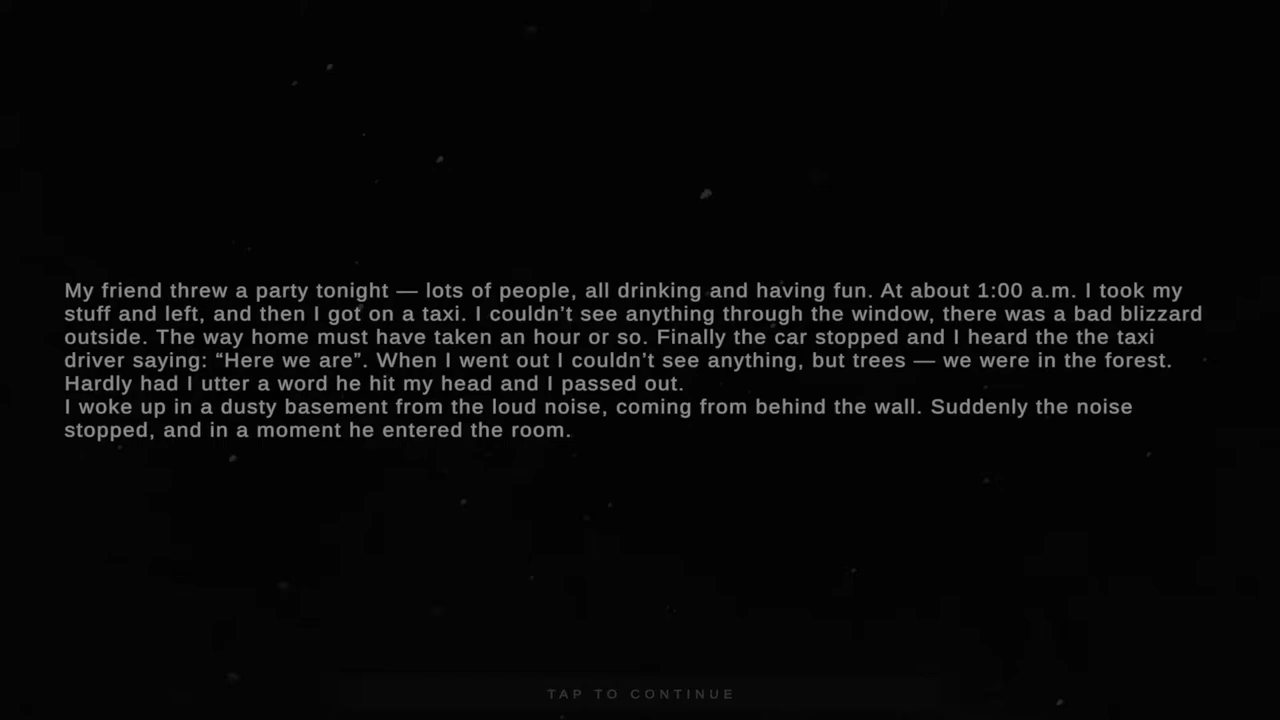 My friend threw a party tonight — lots of people, all drinking and having fun. At about 1:00 a.m. I took my
stuff and left, and then I got on a taxi. I couldn’t see anything through the window, there was a bad blizzard
outside. The way home must have taken an hour or so. Finally the car stopped and I heard the the taxi
driver saying: “Here we are”. When I went out I couldn’t see anything, but trees — we were in the forest.
Hardly had I utter a word he hit my head and I passed out.
I woke up in a dusty basement from the loud noise, coming from behind the wall. Suddenly the noise
stopped, and in a moment he entered the room.
TAP TO CONTINUE